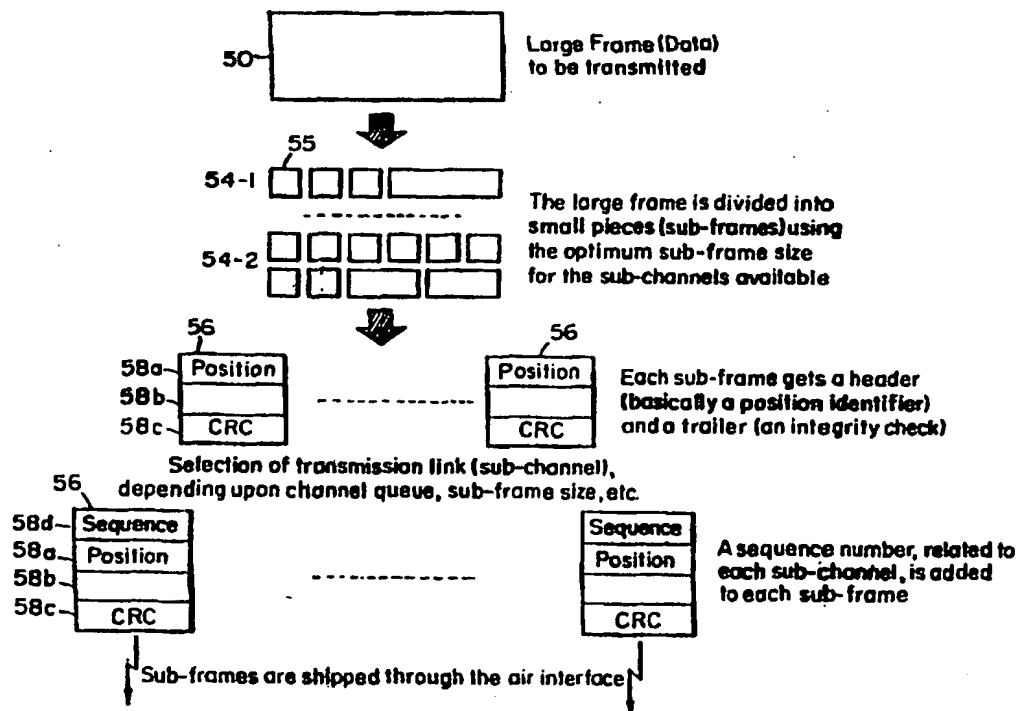 50
Large Frame (Data)
to be transmitted
55
54-1
54-2
The large frame is divided into
small pieces (sub-frames) using
the optimum sub-frame size
for the sub-channels available
56
56
58a
Position
Position
58b
58c
CRC
CRC
Each sub-frame gets a header
(basically a position identifier)
and a trailer (an integrity check)
Selection of transmission link (sub-channel),
depending upon channel queue, sub-frame size, etc.
56
58d
Sequence
Sequence
58a
Position
Position
58b
58c
CRC
CRC
A sequence number, related to
each sub-channel, is added
to each sub-frame
Sub-frames are shipped through the air interface